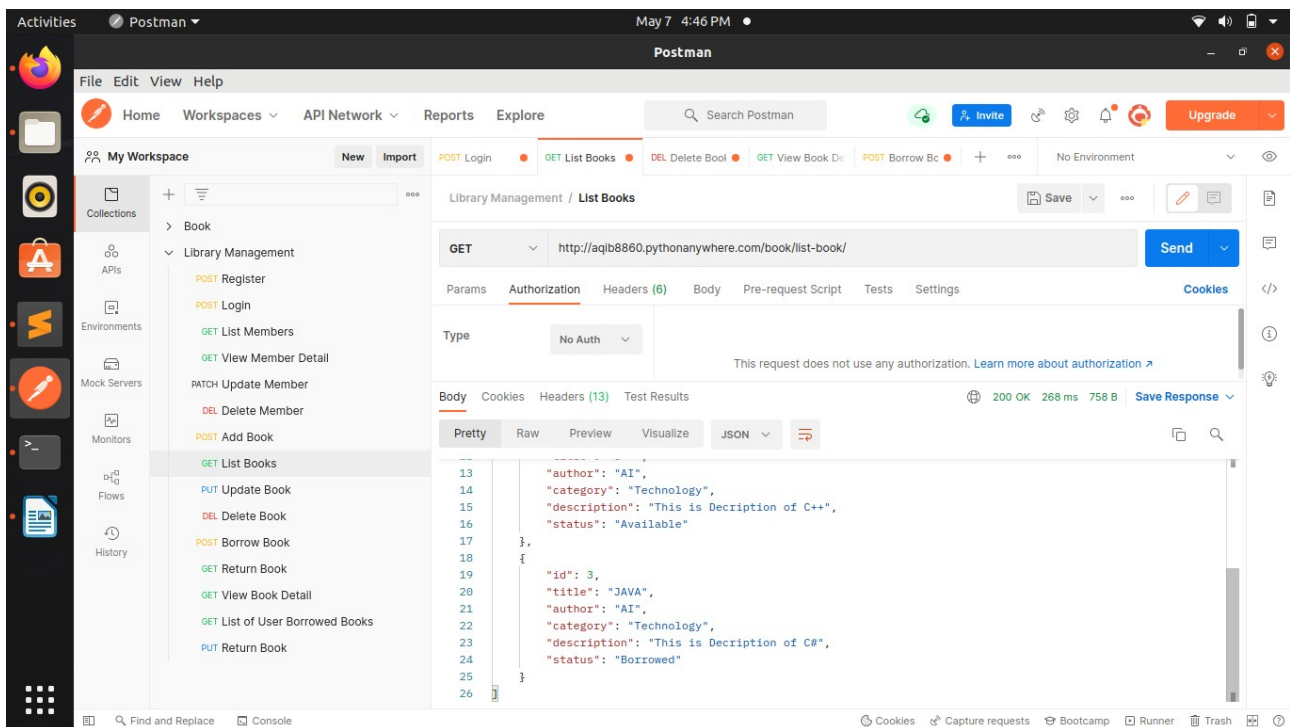 Activities Postman May 7 4:46 PM
Postman
File Edit View Help
Home Workspaces API Network Reports Explore Search Postman Invite Upgrade
My Workspace New Import
POST Login GET List Books DEL Delete Bool GET View Book De POST Borrow Bc + No Environment
Collections
APIs
Environments
Mock Servers
Monitors
Flows
History
Book
Library Management
POST Register
POST Login
GET List Members
GET View Member Detail
PATCH Update Member
DEL Delete Member
POST Add Book
GET List Books
PUT Update Book
DEL Delete Book
POST Borrow Book
GET Return Book
GET View Book Detail
GET List of User Borrowed Books
PUT Return Book
Library Management / List Books Save
GET http://aqib8860.pythonanywhere.com/book/list-book/ Send
Params Authorization Headers (6) Body Pre-request Script Tests Settings Cookies
Type No Auth
This request does not use any authorization. Learn more about authorization
Body Cookies Headers (13) Test Results 200 OK 268 ms 758 B Save Response
Pretty Raw Preview Visualize JSON
13 "author": "AI",
14 "category": "Technology",
15 "description": "This is Decription of C++",
16 "status": "Available"
17 },
18 {
19 "id": 3,
20 "title": "JAVA",
21 "author": "AI",
22 "category": "Technology",
23 "description": "This is Decription of C#",
24 "status": "Borrowed"
25 }
26 ]
Find and Replace Console Cookies Capture requests Bootcamp Runner Trash